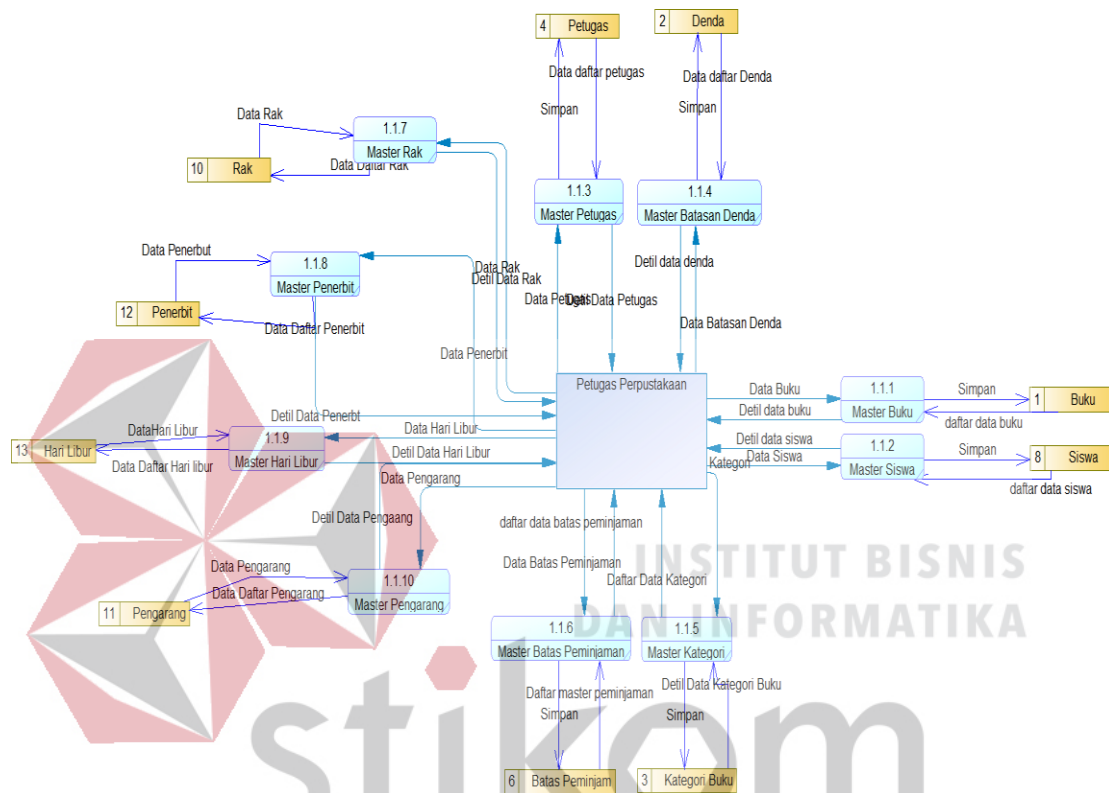 4 Petugas
2 Denda
Data daftar petugas
Data daftar Denda
Simpan
Simpan
Data Rak
1.1.7
Master Rak
10 Rak
Data Daftar Rak
1.1.3
Master Petugas
1.1.4
Master Batasan Denda
Data Penerbut
1.1.8
Master Penerbit
12 Penerbit
Data Daftar Penerbit
Data Rak
Detil Data Rak
Detil data denda
Data Petugas
Detil Data Petugas
Data Batasan Denda
Data Penerbit
Petugas Perpustakaan
Data Buku
1.1.1
Master Buku
Simpan
1 Buku
Detil data buku
daftar data buku
Detil Data Penerbt
DataHari Libur
13 Hari Libur
1.1.9
Master Hari Libur
Data Hari Libur
Data Daftar Hari libur
Detil Data Hari Libur
Detil data siswa
1.1.2
Master Siswa
Simpan
8 Siswa
Kategori
Data Siswa
daftar data siswa
Data Pengarang
Detil Data Pengaang
daftar data batas peminjaman
Data Batas Peminjaman
Daftar Data Kategori
INSTITUT BISNIS
DAN INFORMATIKA
Data Pengarang
1.1.10
Master Pengarang
Data Daftar Pengarang
11 Pengarang
1.1.6
Master Batas Peminjaman
1.1.5
Master Kategori
Daftar master peminjaman
Detil Data Kategori Buku
Simpan
Simpan
stikom
6 Batas Peminjam
3 Kategori Buku